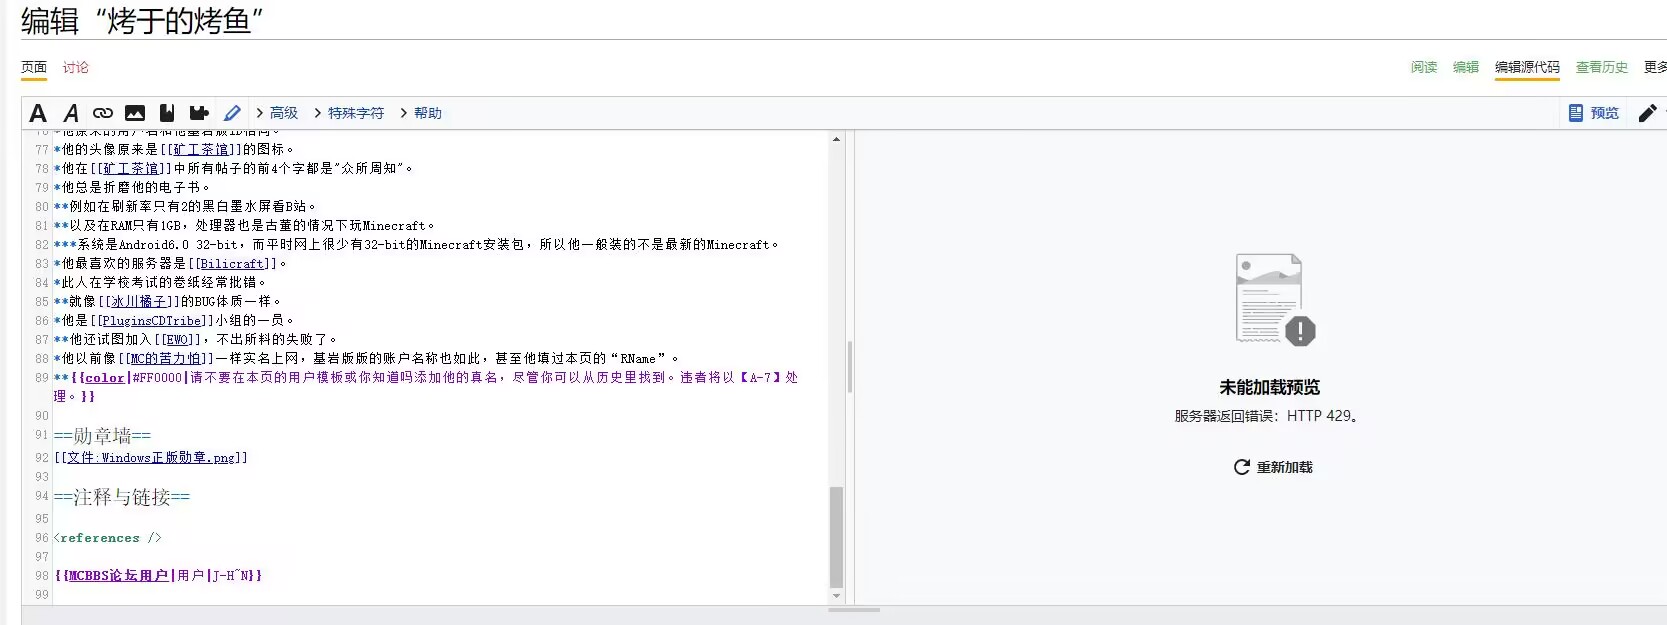 编辑“烤于的烤鱼”
页面 讨论 阅读 编辑 编辑源代码 查看历史 更多
A A 高级 特殊字符 帮助 预览
76 *他原来的用户名和他基岩版ID相同。
77 *他的头像原来是[[矿工茶馆]]的图标。
78 *他在[[矿工茶馆]]中所有帖子的前4个字都是"众所周知"。
79 *他总是折磨他的电子书。
80 **例如在刷新率只有2的黑白墨水屏看B站。
81 **以及在RAM只有1GB，处理器也是古董的情况下玩Minecraft。
82 ***系统是Android6.0 32-bit，而平时网上很少有32-bit的Minecraft安装包，所以他一般装的不是最新的Minecraft。
83 *他最喜欢的服务器是[[Bilicraft]]。
84 *此人在学校考试的卷纸经常批错。
85 **就像[[冰川橘子]]的BUG体质一样。
86 *他是[[PluginsCDTribe]]小组的一员。
87 **他还试图加入[[EWO]]，不出所料的失败了。
88 *他以前像[[MC的苦力怕]]一样实名上网，基岩版版的账户名称也如此，甚至他填过本页的“RName”。
89 **{{color|#FF0000|请不要在本页的用户模板或你知道吗添加他的真名，尽管你可以从历史里找到。违者将以【A-7】处
理。}}
90
91 ==勋章墙==
92 [[文件:Windows正版勋章.png]]
93
94 ==注释与链接==
95
96 <references />
97
98 {{MCBBS论坛用户|用户|J-H~N}}
99
未能加载预览
服务器返回错误：HTTP 429。
重新加载